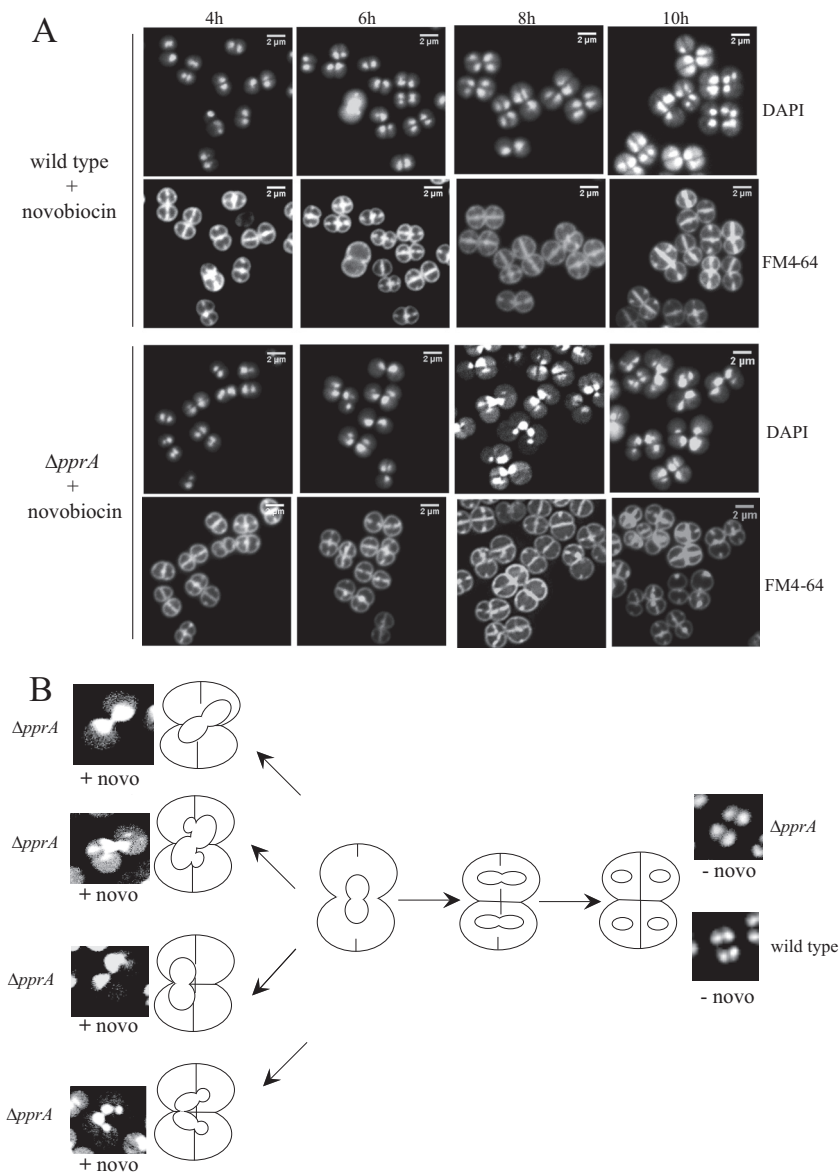 A
4h 6h 8h 10h
2 µm 2 µm 2 µm 2 µm
DAPI
wild type
+
novobiocin
2 µm 2 µm 2 µm 2 µm
FM4-64
2 µm 2 µm 2 µm 2 µm
DAPI
ΔpprA
+
novobiocin
2 µm 2 µm 2 µm 2 µm
FM4-64
B
ΔpprA
+ novo
ΔpprA
+ novo
ΔpprA
- novo
wild type
- novo
ΔpprA
+ novo
ΔpprA
+ novo